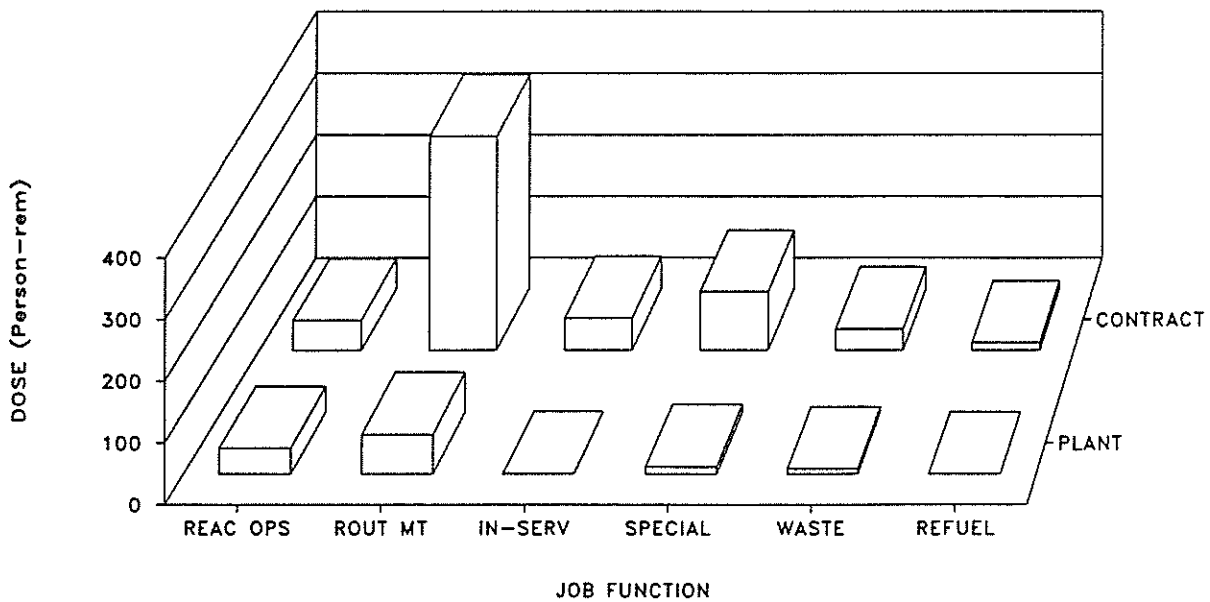 DOSE (Person-rem)
400
300
200
100
0
CONTRACT
PLANT
REAC OPS ROUT MT IN-SERV SPECIAL WASTE REFUEL
JOB FUNCTION